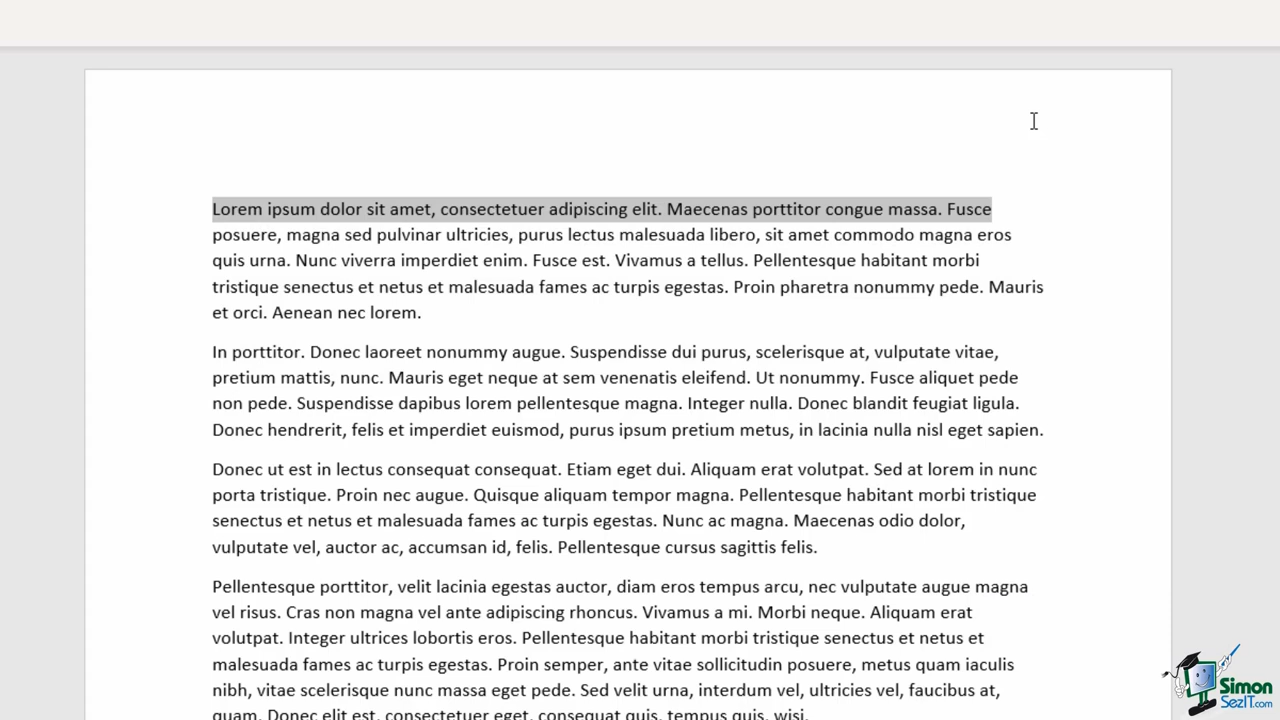 Lorem ipsum dolor sit amet, consectetuer adipiscing elit. Maecenas porttitor congue massa. Fusce
posuere, magna sed pulvinar ultricies, purus lectus malesuada libero, sit amet commodo magna eros
quis urna. Nunc viverra imperdiet enim. Fusce est. Vivamus a tellus. Pellentesque habitant morbi
tristique senectus et netus et malesuada fames ac turpis egestas. Proin pharetra nonummy pede. Mauris
et orci. Aenean nec lorem.
In porttitor. Donec laoreet nonummy augue. Suspendisse dui purus, scelerisque at, vulputate vitae,
pretium mattis, nunc. Mauris eget neque at sem venenatis eleifend. Ut nonummy. Fusce aliquet pede
non pede. Suspendisse dapibus lorem pellentesque magna. Integer nulla. Donec blandit feugiat ligula.
Donec hendrerit, felis et imperdiet euismod, purus ipsum pretium metus, in lacinia nulla nisl eget sapien.
Donec ut est in lectus consequat consequat. Etiam eget dui. Aliquam erat volutpat. Sed at lorem in nunc
porta tristique. Proin nec augue. Quisque aliquam tempor magna. Pellentesque habitant morbi tristique
senectus et netus et malesuada fames ac turpis egestas. Nunc ac magna. Maecenas odio dolor,
vulputate vel, auctor ac, accumsan id, felis. Pellentesque cursus sagittis felis.
Pellentesque porttitor, velit lacinia egestas auctor, diam eros tempus arcu, nec vulputate augue magna
vel risus. Cras non magna vel ante adipiscing rhoncus. Vivamus a mi. Morbi neque. Aliquam erat
volutpat. Integer ultrices lobortis eros. Pellentesque habitant morbi tristique senectus et netus et
malesuada fames ac turpis egestas. Proin semper, ante vitae sollicitudin posuere, metus quam iaculis
nibh, vitae scelerisque nunc massa eget pede. Sed velit urna, interdum vel, ultricies vel, faucibus at,
quam. Donec elit est, consectetuer eget, consequat quis, tempus quis, wisi.
Simon
SezIT.com